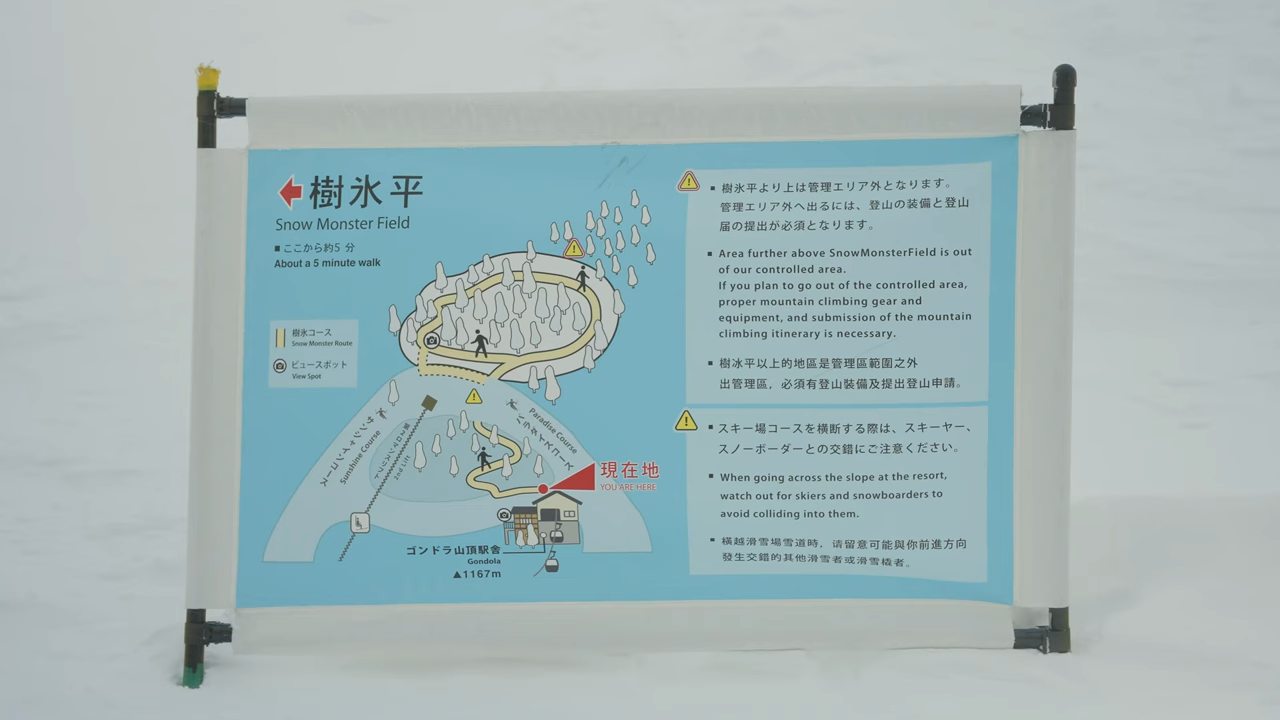 樹氷平
Snow Monster Field
■ ここから約5 分
About a 5 minute walk
樹氷コース
Snow Monster Route
ビュースポット
View Spot
サンシャインコース
Sunshine Course
2nd Lift
Paradise Course
パラダイスコース
現在地
YOU ARE HERE
ゴンドラ山頂駅舎
Gondola
▲1167m
▪ 樹氷平より上は管理エリア外となります。
管理エリア外へ出るには、登山の装備と登山
届の提出が必須となります。
▪ Area further above SnowMonsterField is out
of our controlled area.
If you plan to go out of the controlled area,
proper mountain climbing gear and
equipment, and submission of the mountain
climbing itinerary is necessary.
▪ 樹冰平以上的地區是管理區範圍之外
出管理區，必須有登山裝備及提出登山申請。
▪ スキー場コースを横断する際は、スキーヤー、
スノーボーダーとの交錯にご注意ください。
▪ When going across the slope at the resort,
watch out for skiers and snowboarders to
avoid colliding into them.
▪ 橫越滑雪場雪道時，请留意可能與你前進方向
發生交錯的其他滑雪者或滑雪橇者。